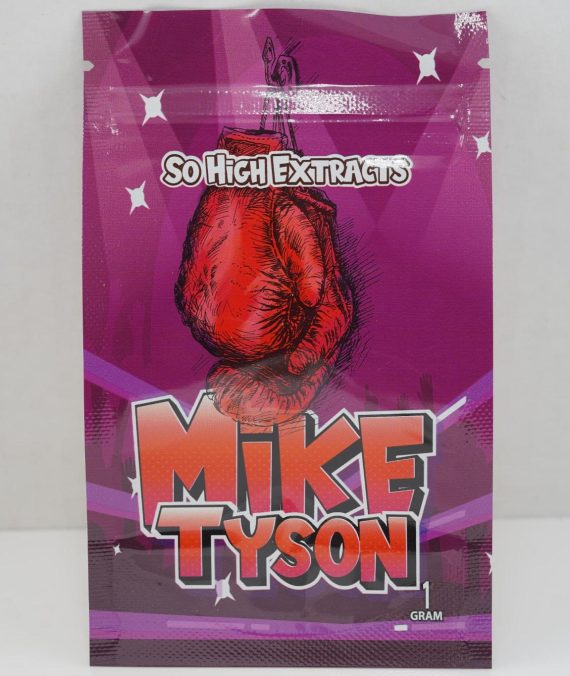 So High Extracts
Mike
Tyson
1
GRAM